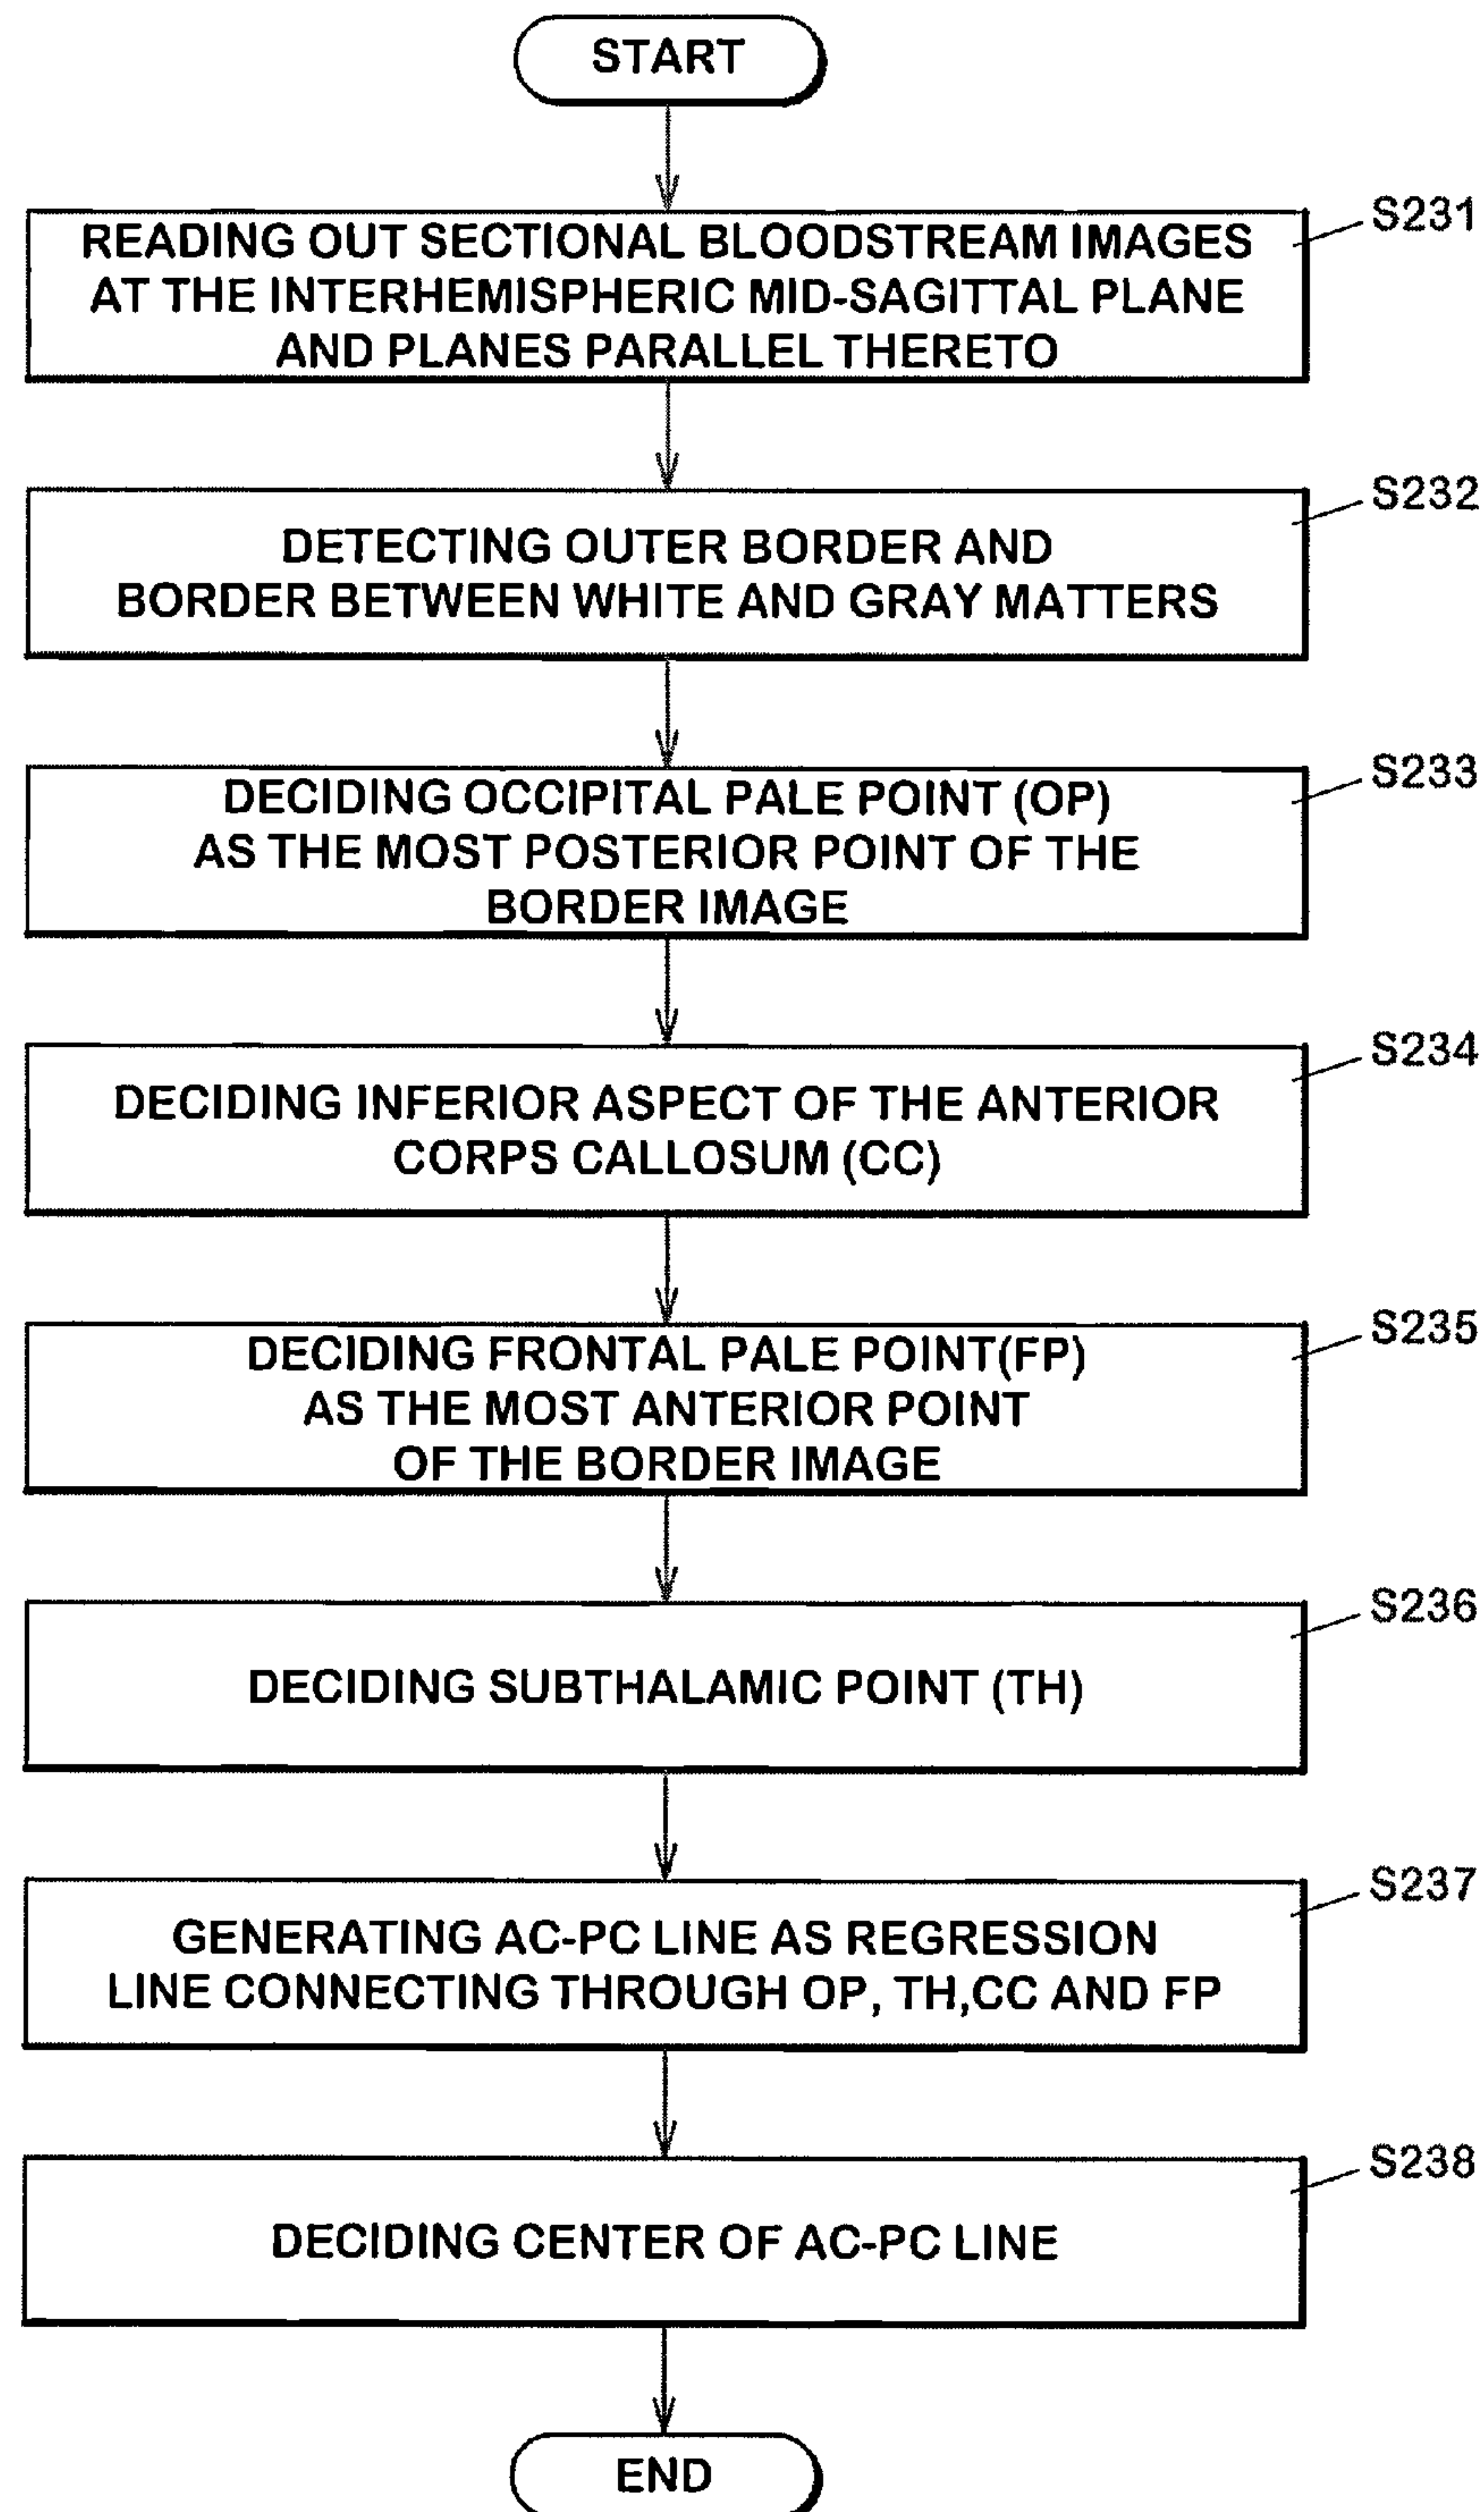 START
S231
READING OUT SECTIONAL BLOODSTREAM IMAGES
AT THE INTERHEMISPHERIC MID-SAGITTAL PLANE
AND PLANES PARALLEL THERETO
S232
DETECTING OUTER BORDER AND
BORDER BETWEEN WHITE AND GRAY MATTERS
S233
DECIDING OCCIPITAL PALE POINT (OP)
AS THE MOST POSTERIOR POINT OF THE
BORDER IMAGE
S234
DECIDING INFERIOR ASPECT OF THE ANTERIOR
CORPS CALLOSUM (CC)
S235
DECIDING FRONTAL PALE POINT(FP)
AS THE MOST ANTERIOR POINT
OF THE BORDER IMAGE
S236
DECIDING SUBTHALAMIC POINT (TH)
S237
GENERATING AC-PC LINE AS REGRESSION
LINE CONNECTING THROUGH OP, TH,CC AND FP
S238
DECIDING CENTER OF AC-PC LINE
END